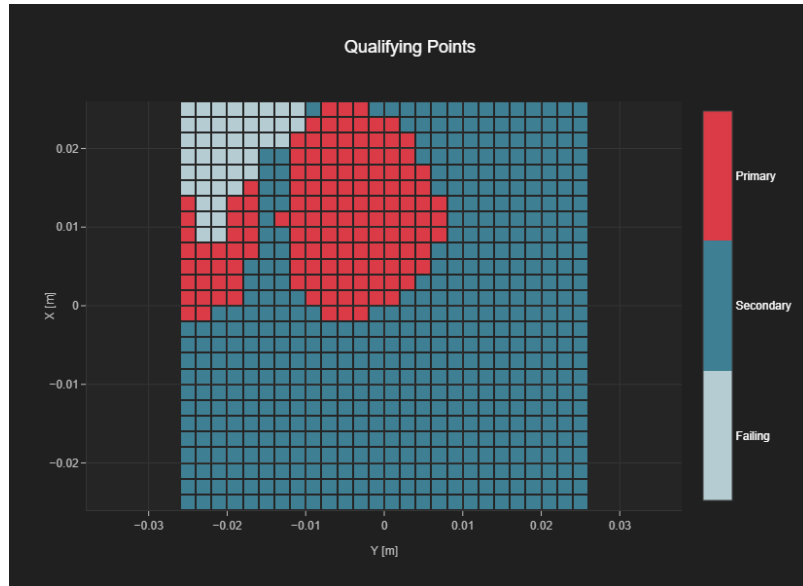 Qualifying Points
0.02
0.01
0
−0.01
−0.02
X [m]
−0.03
−0.02
−0.01
0
0.01
0.02
0.03
Y [m]
Primary
Secondary
Failing